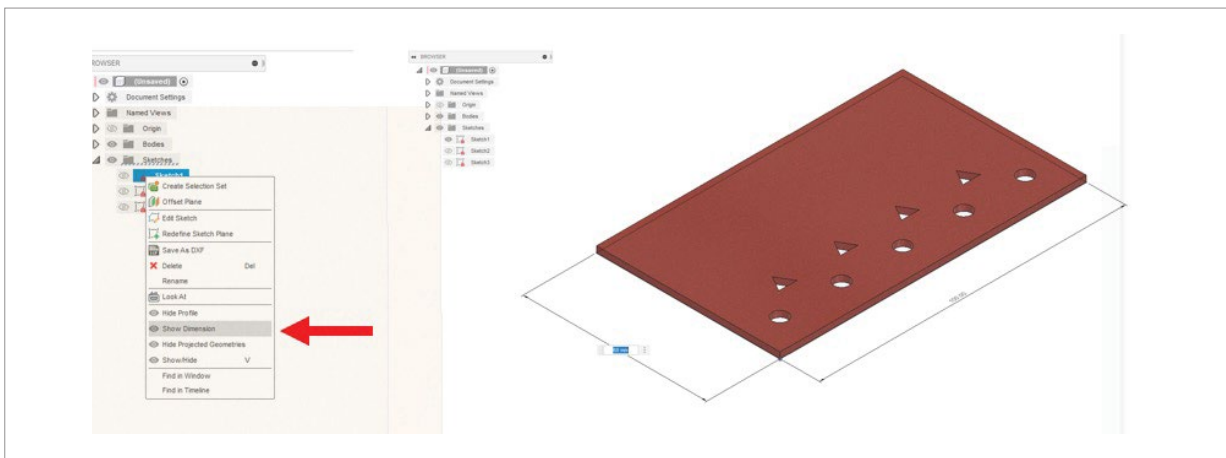 ROWSER
(Unsaved)
Document Settings
Named Views
Origin
Bodies
Sketches
Sketch1
Create Selection Set
Offset Plane
Edit Sketch
Redefine Sketch Plane
Save As DXF
Delete Del
Rename
Look At
Hide Profile
Show Dimension
Hide Projected Geometries
Show/Hide V
Find in Window
Find in Timeline
BROWSER
(Unsaved)
Document Settings
Named Views
Origin
Bodies
Sketches
Sketch1
Sketch2
Sketch3